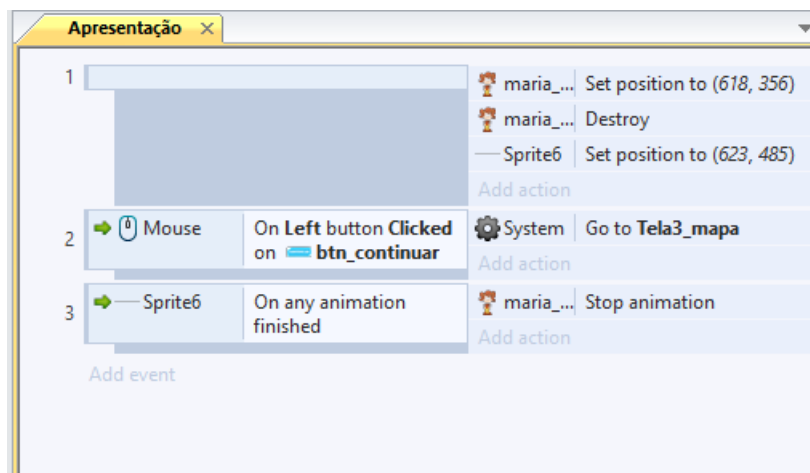 Apresentação
1
maria_... Set position to (618, 356)
maria_... Destroy
Sprite6 Set position to (623, 485)
Add action
2 Mouse On Left button Clicked on btn_continuar System Go to Tela3_mapa
Add action
3 Sprite6 On any animation finished maria_... Stop animation
Add action
Add event